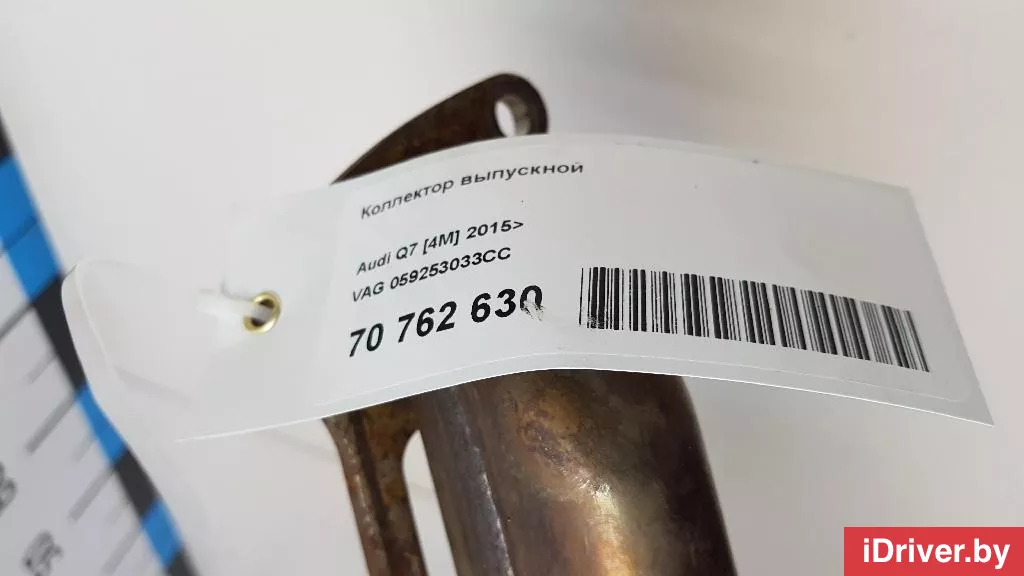 Коллектор выпускной
Audi Q7 [4M] 2015>
VAG 059253033CC
70 762 630
iDriver.by